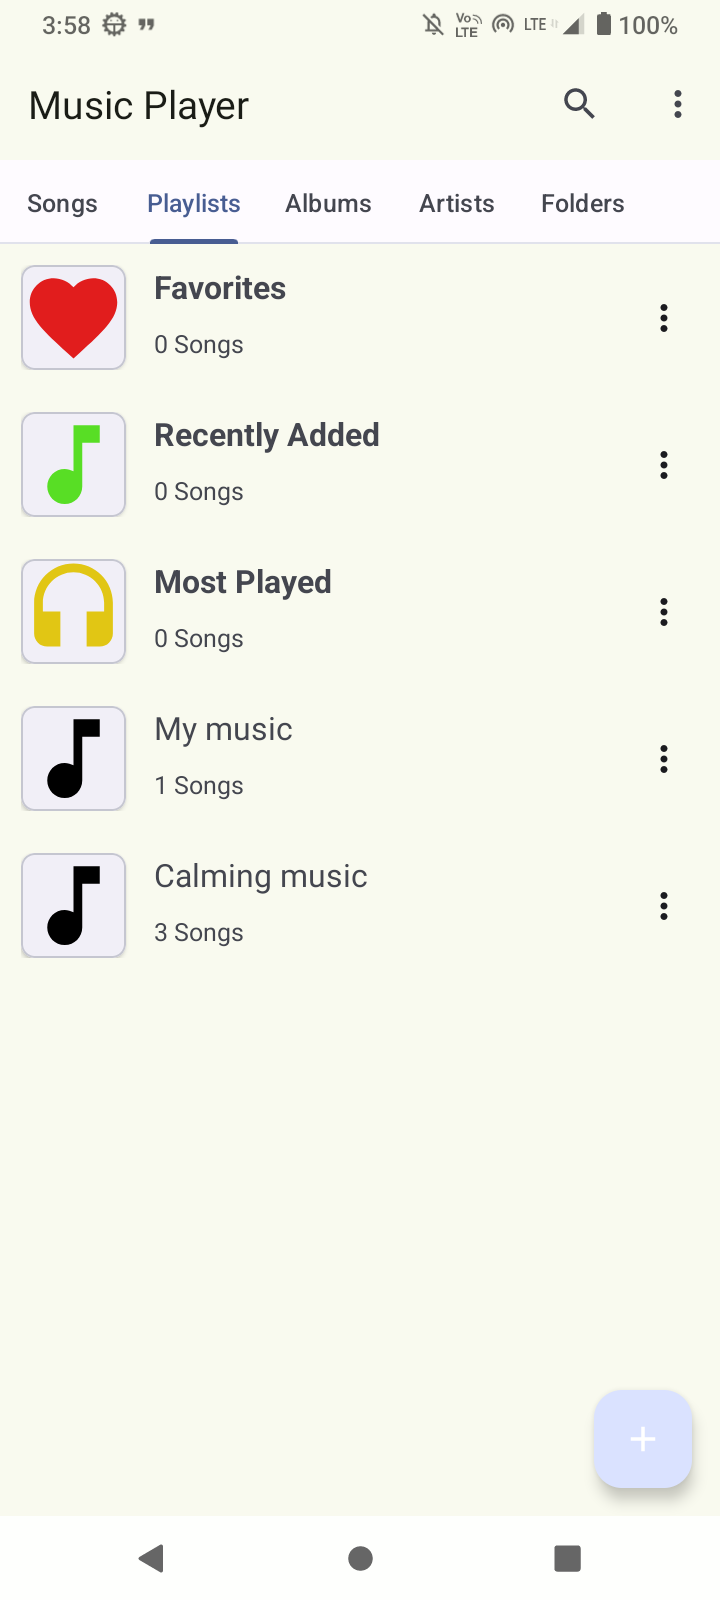 3:58
Vo LTE
LTE
100%
Music Player
Songs Playlists Albums Artists Folders
Favorites
0 Songs
Recently Added
0 Songs
Most Played
0 Songs
My music
1 Songs
Calming music
3 Songs